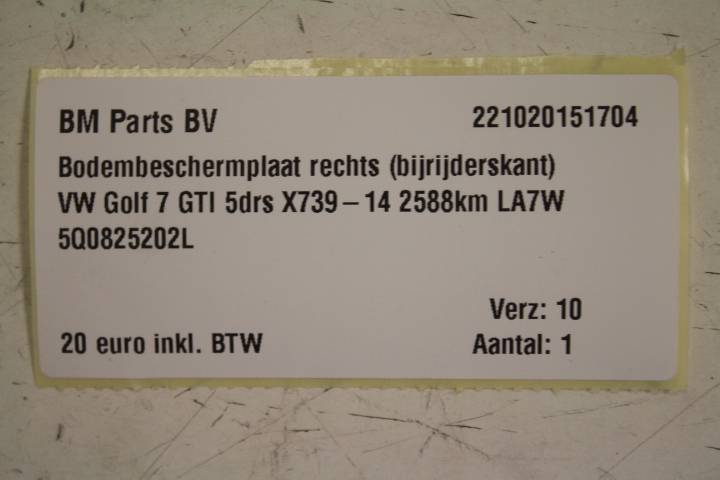 BM Parts BV 221020151704
Bodembeschermplaat rechts (bijrijderskant)
VW Golf 7 GTI 5drs X739-14 2588km LA7W
5Q0825202L
Verz: 10
20 euro inkl. BTW Aantal: 1